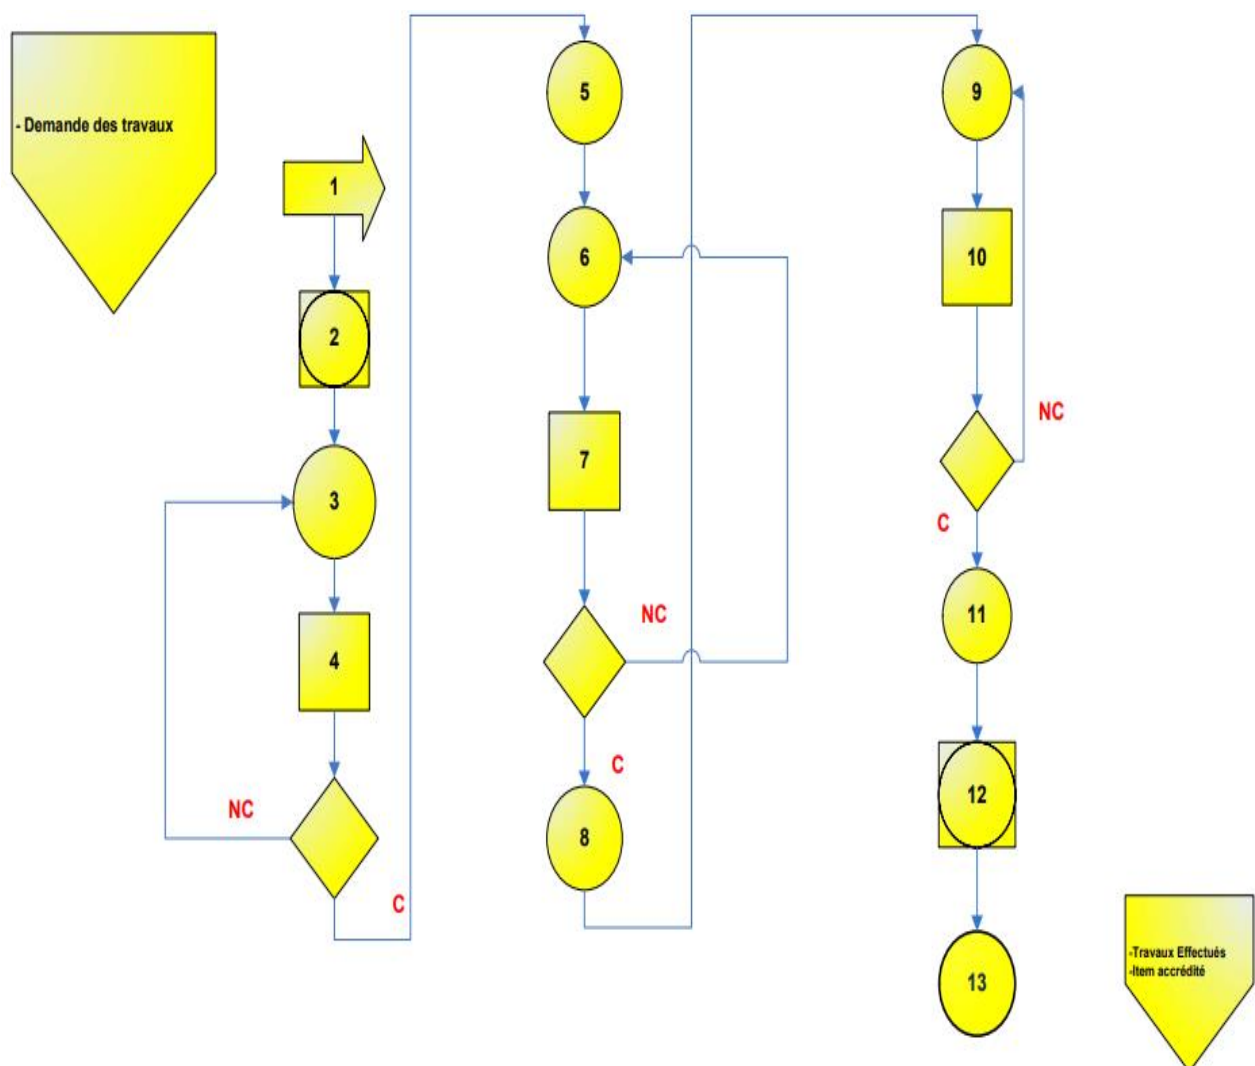 - Demande des travaux
1
2
3
4
NC
C
5
6
7
NC
C
8
9
10
NC
C
11
12
13
-Travaux Effectués
-Item accrédité